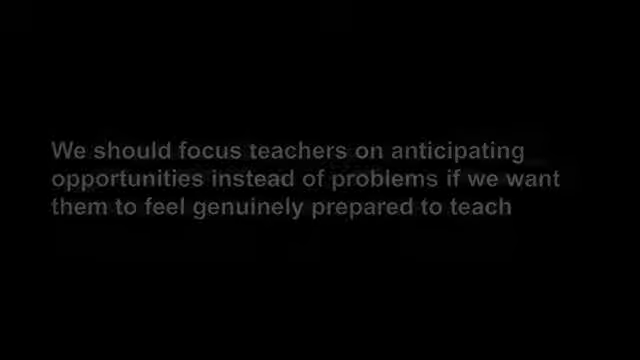 We should focus teachers on anticipating
opportunities instead of problems if we want
them to feel genuinely prepared to teach